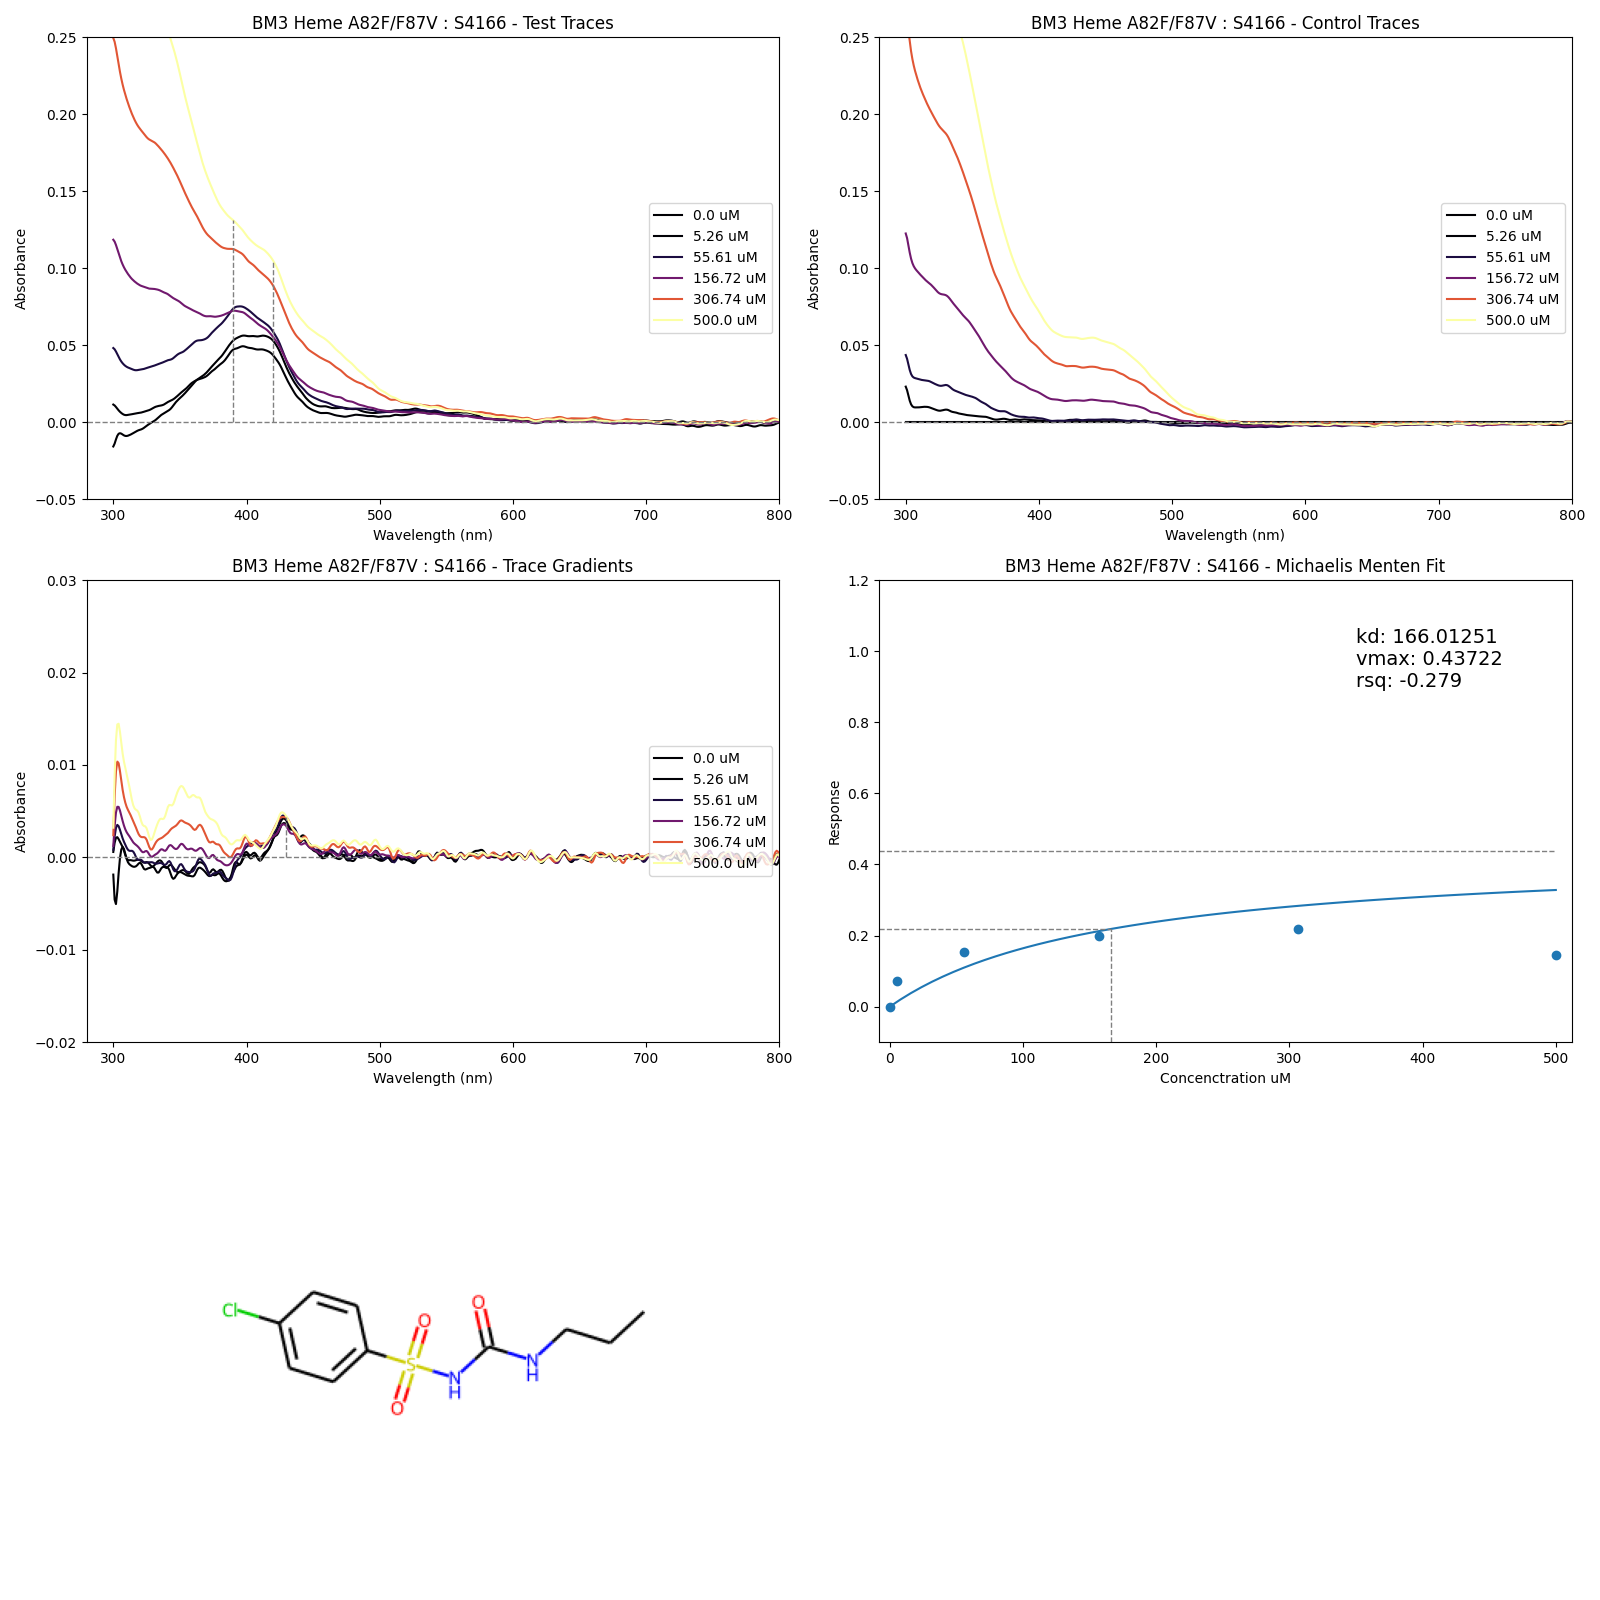 BM3 Heme A82F/F87V : S4166 - Test Traces
0.25
0.20
0.15
0.10
0.05
0.00
−0.05
Absorbance
300 400 500 600 700 800
Wavelength (nm)
0.0 uM
5.26 uM
55.61 uM
156.72 uM
306.74 uM
500.0 uM
BM3 Heme A82F/F87V : S4166 - Control Traces
0.25
0.20
0.15
0.10
0.05
0.00
−0.05
Absorbance
300 400 500 600 700 800
Wavelength (nm)
0.0 uM
5.26 uM
55.61 uM
156.72 uM
306.74 uM
500.0 uM
BM3 Heme A82F/F87V : S4166 - Trace Gradients
0.03
0.02
0.01
0.00
−0.01
−0.02
Absorbance
300 400 500 600 700 800
Wavelength (nm)
0.0 uM
5.26 uM
55.61 uM
156.72 uM
306.74 uM
500.0 uM
BM3 Heme A82F/F87V : S4166 - Michaelis Menten Fit
1.2
1.0
0.8
0.6
0.4
0.2
0.0
Response
0 100 200 300 400 500
Concenctration uM
kd: 166.01251
vmax: 0.43722
rsq: -0.279
Cl
O
S
O
N
H
O
N
H